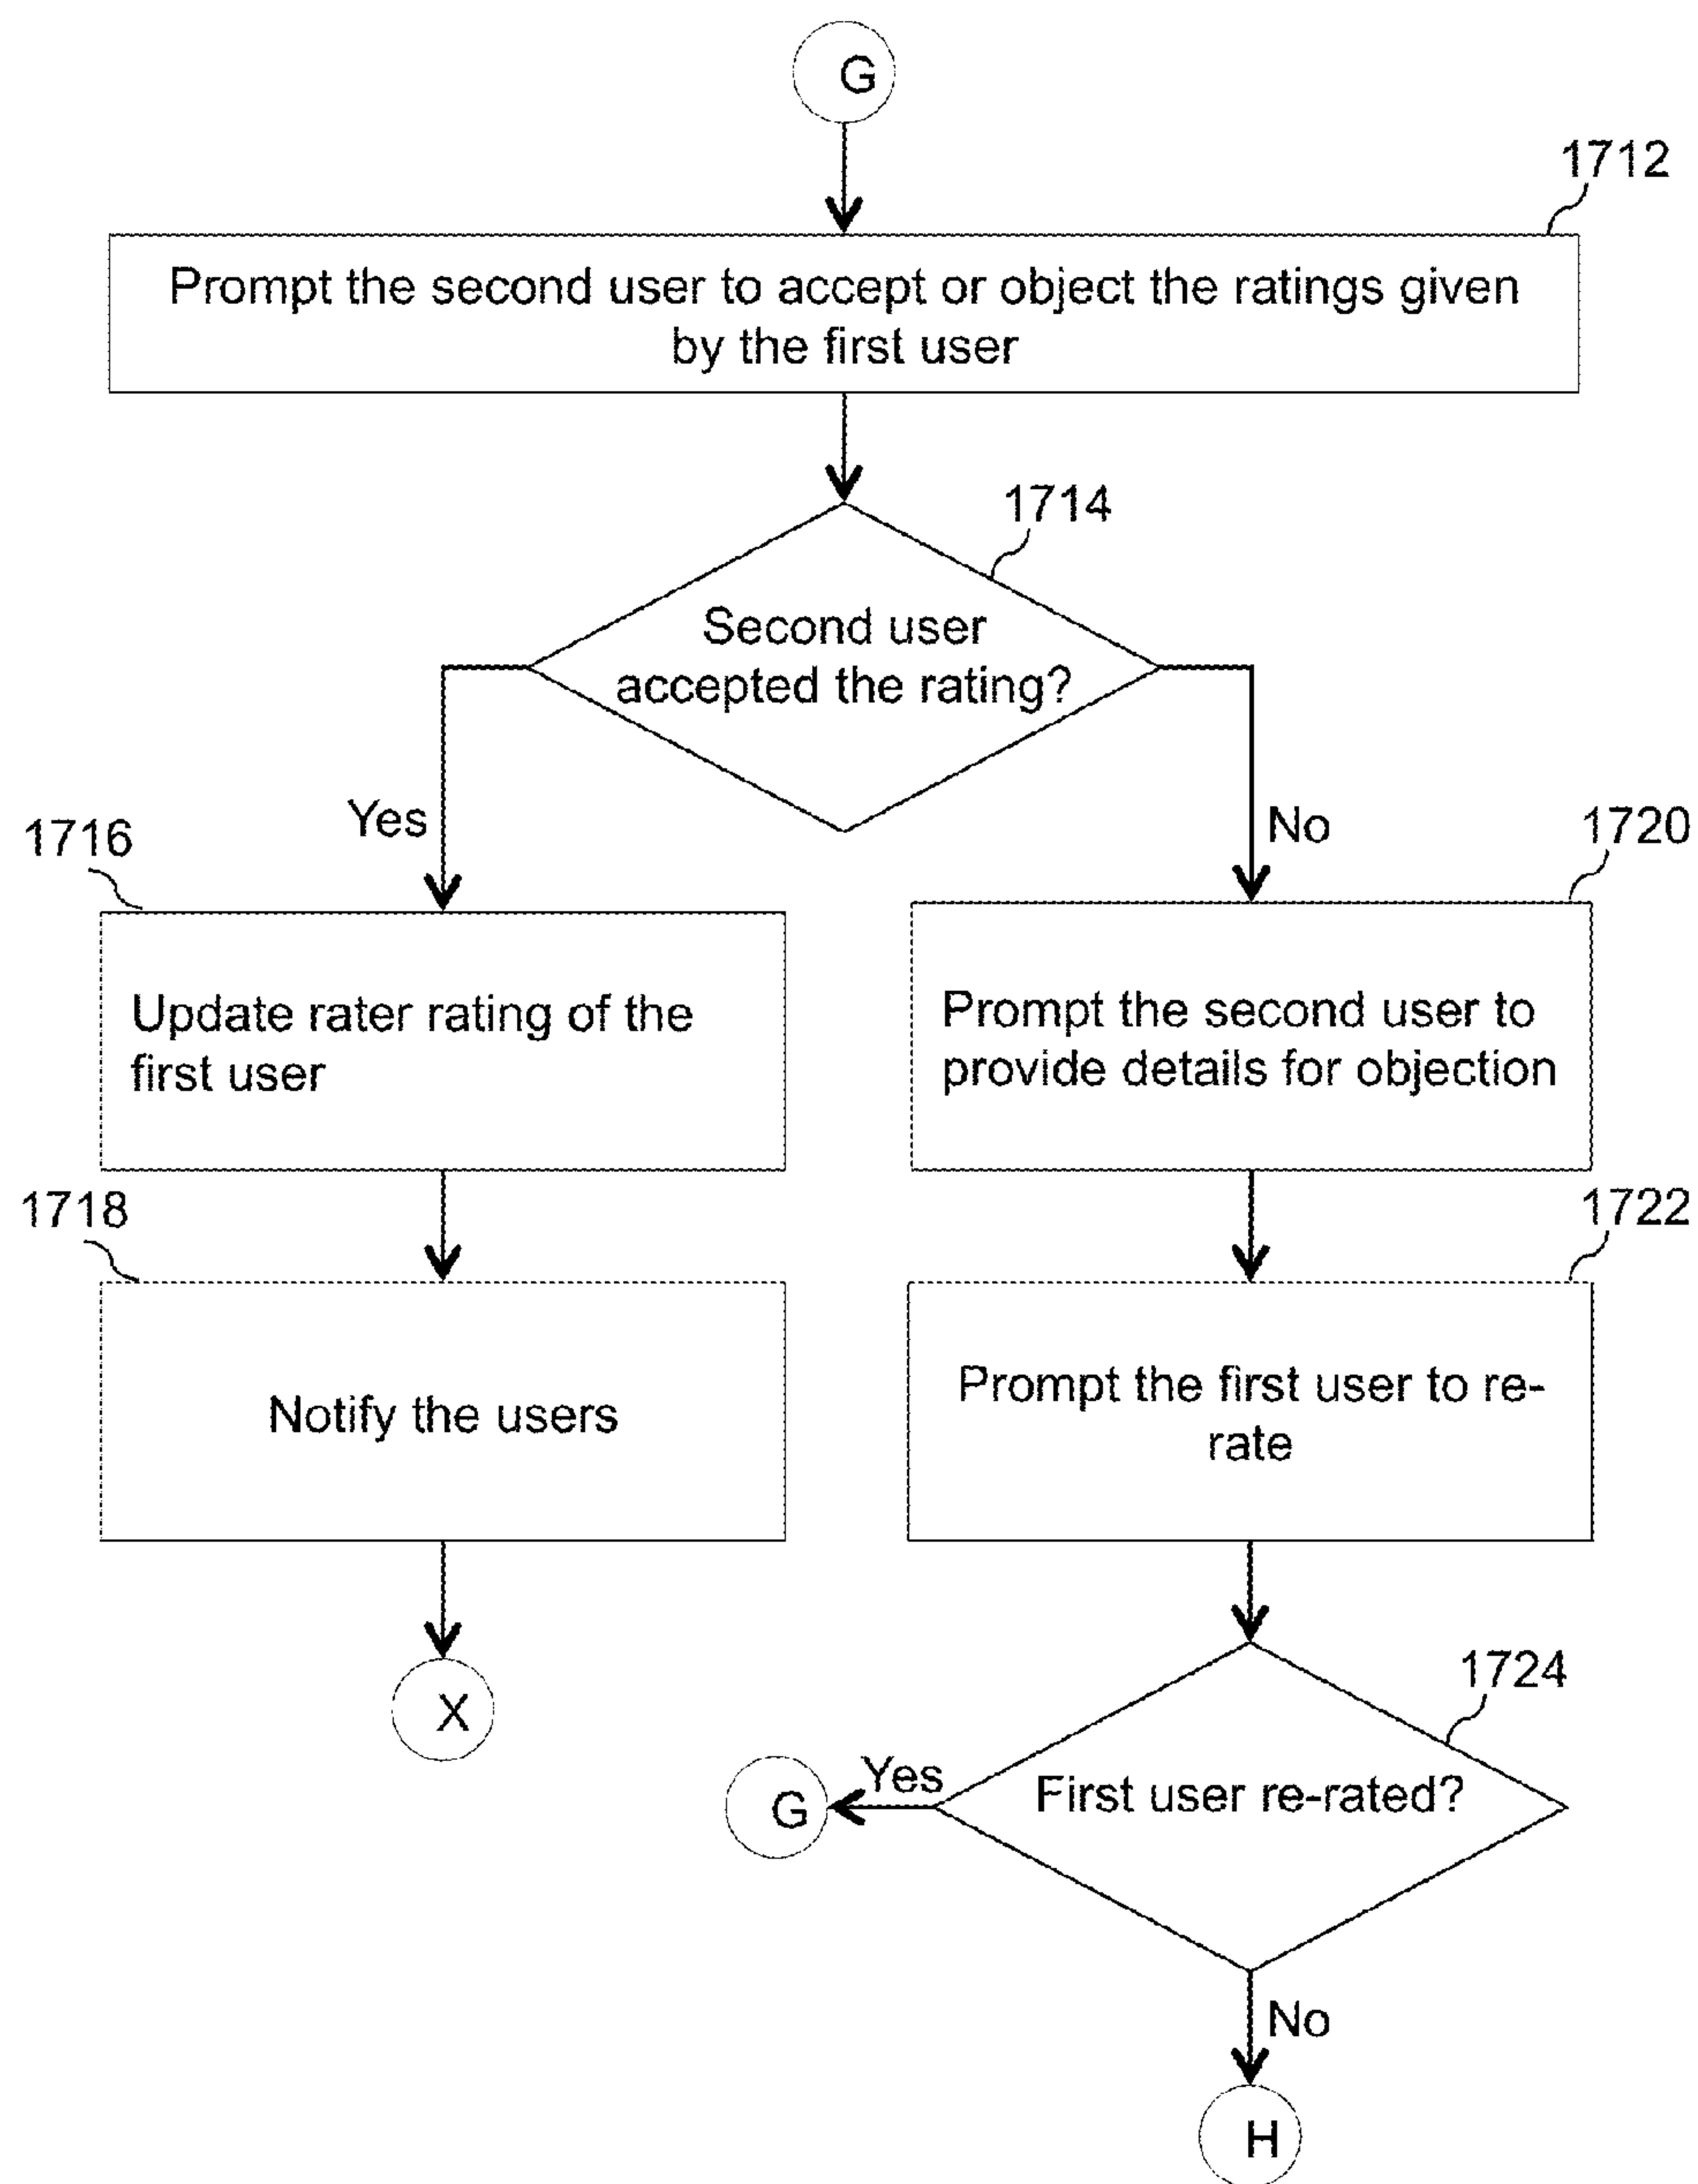 G
1712
Prompt the second user to accept or object the ratings given
by the first user
1714
Second user
accepted the rating?
Yes
No
1716
Update rater rating of the
first user
1720
Prompt the second user to
provide details for objection
1718
Notify the users
1722
Prompt the first user to re-
rate
X
1724
First user re-rated?
Yes
G
No
H